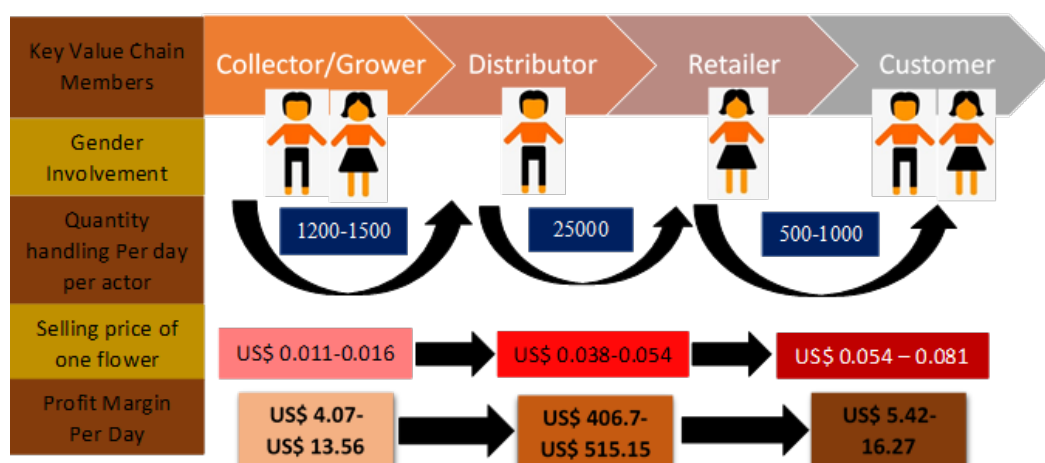 Key Value Chain
Members
Collector/Grower
Distributor
Retailer
Customer
Gender
Involvement
Quantity
handling Per day
per actor
1200-1500
25000
500-1000
Selling price of
one flower
US$ 0.011-0.016
US$ 0.038-0.054
US$ 0.054 – 0.081
Profit Margin
Per Day
US$ 4.07-
US$ 13.56
US$ 406.7-
US$ 515.15
US$ 5.42-
16.27